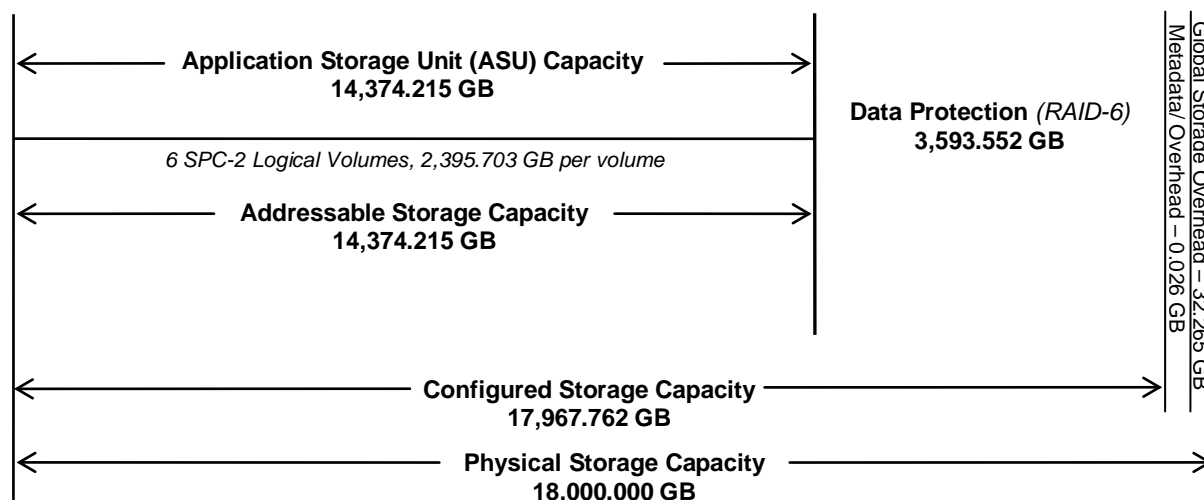 Application Storage Unit (ASU) Capacity
14,374.215 GB
Data Protection (RAID-6)
3,593.552 GB
6 SPC-2 Logical Volumes, 2,395.703 GB per volume
Addressable Storage Capacity
14,374.215 GB
Global Storage Overhead – 32.265 GB
Metadata/ Overhead – 0.026 GB
Configured Storage Capacity
17,967.762 GB
Physical Storage Capacity
18,000.000 GB